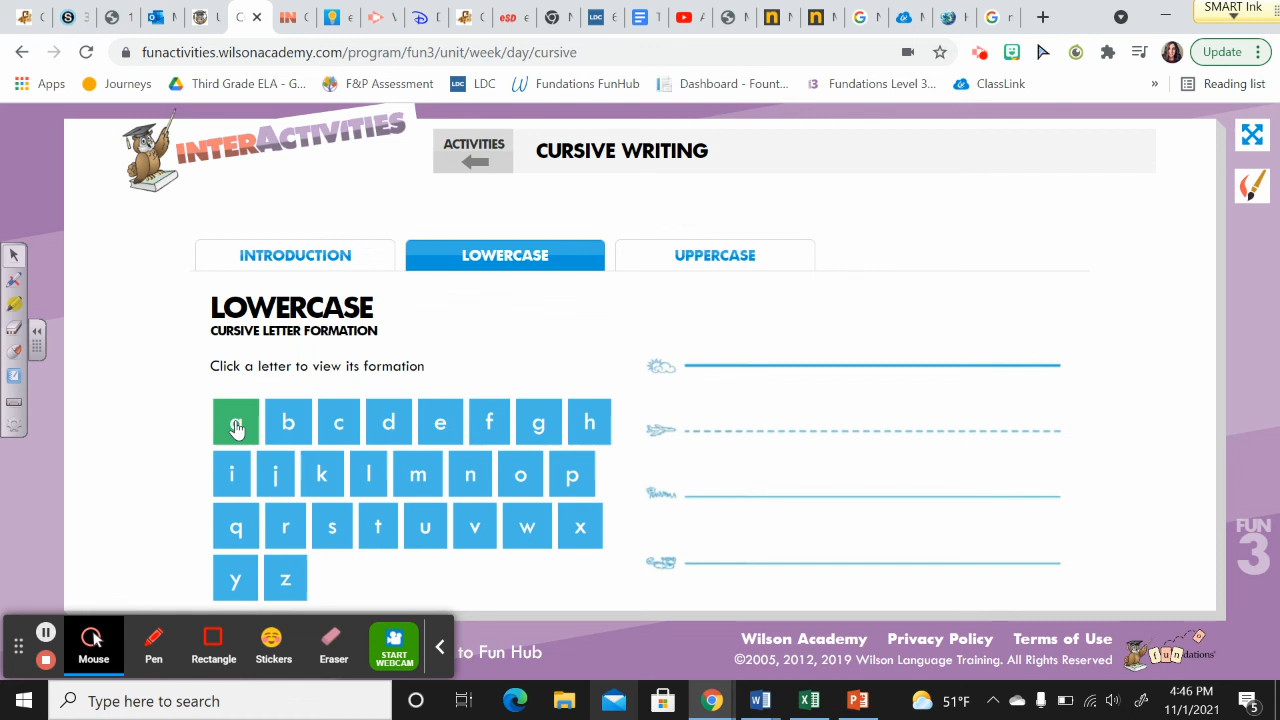 SMART Ink
funactivities.wilsonacademy.com/program/fun3/unit/week/day/cursive
Update
Apps
Journeys
Third Grade ELA - G...
F&P Assessment
LDC
LDC
Fundations FunHub
Dashboard - Fount...
Fundations Level 3...
ClassLink
»
Reading list
INTERACTIVITIES
ACTIVITIES
CURSIVE WRITING
INTRODUCTION
LOWERCASE
UPPERCASE
LOWERCASE
CURSIVE LETTER FORMATION
Click a letter to view its formation
a b c d e f g h
i j k l m n o p
q r s t u v w x
y z
FUN
3
Mouse
Pen
Rectangle
Stickers
Eraser
START
WEBCAM
to Fun Hub
Wilson Academy Privacy Policy Terms of Use
©2005, 2012, 2019 Wilson Language Training. All Rights Reserved.
Fundations'
Type here to search
51°F
4:46 PM
11/1/2021
5